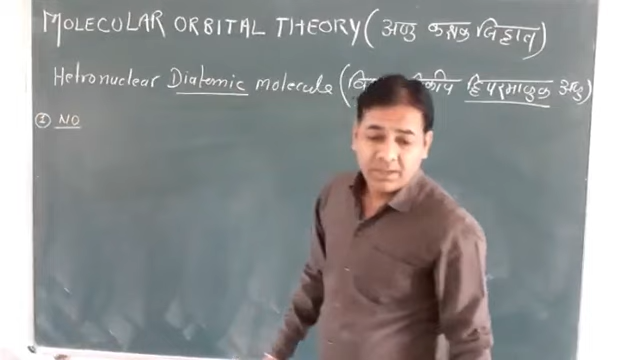 MOLECULAR ORBITAL THEORY (अणु कक्षक सिद्धांत)
Hetronuclear Diatomic molecule ( द्विपरमाणुक अणु)
① NO